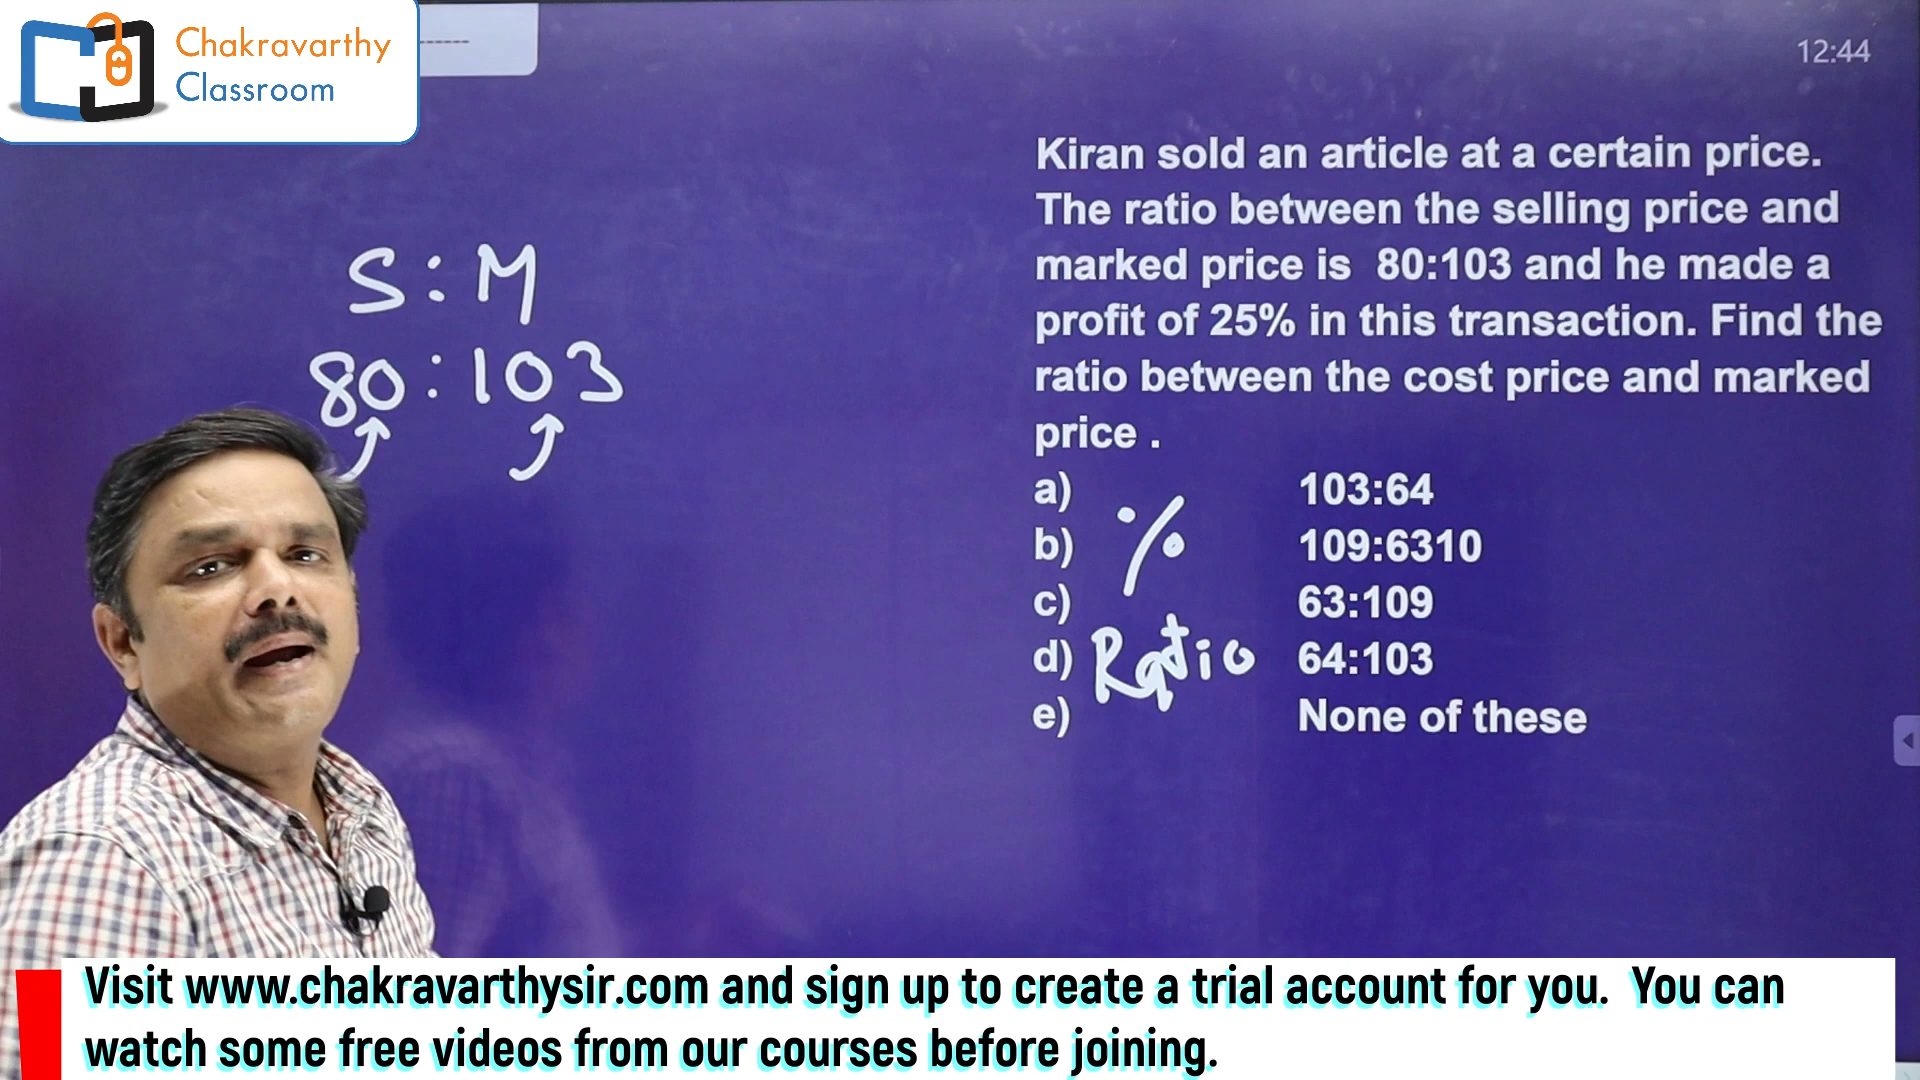 Chakravarthy
Classroom
12:44
Kiran sold an article at a certain price.
The ratio between the selling price and
marked price is 80:103 and he made a
profit of 25% in this transaction. Find the
ratio between the cost price and marked
price .
a) 103:64
b) 109:6310
c) 63:109
d) 64:103
e) None of these
%
Ratio
S : M
80 : 103
Visit www.chakravarthysir.com and sign up to create a trial account for you. You can
watch some free videos from our courses before joining.